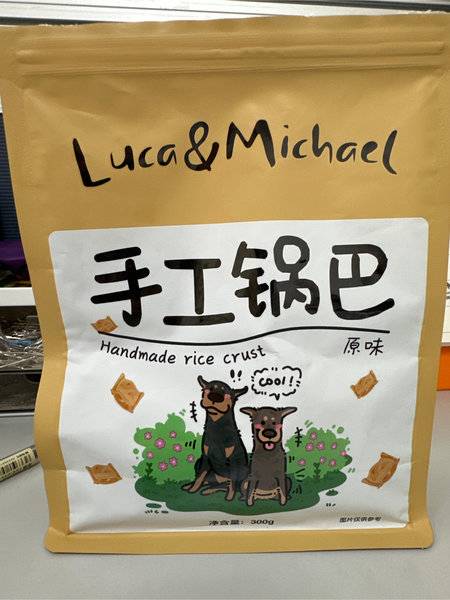 Luca&Michael
手工锅巴
Handmade rice crust
原味
!!
COOL!
净含量：300g
图片仅供参考